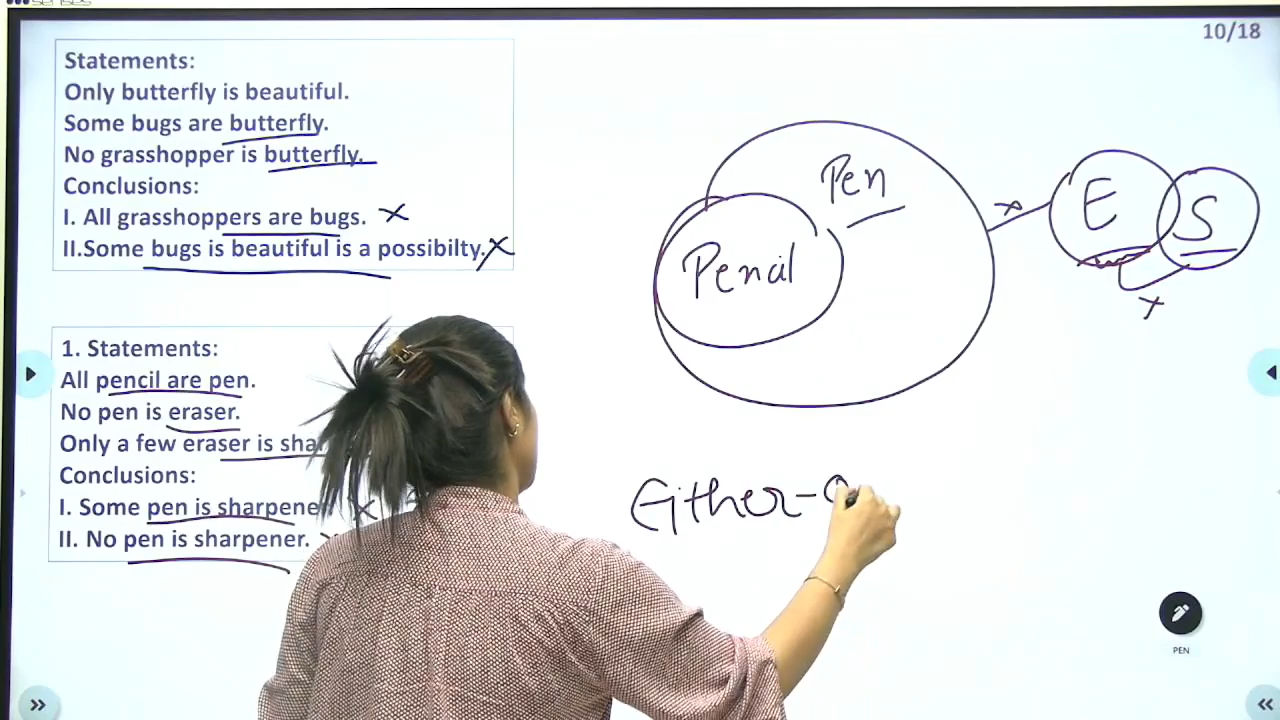 10/18
Statements:
Only butterfly is beautiful.
Some bugs are butterfly.
No grasshopper is butterfly.
Conclusions:
I. All grasshoppers are bugs. ×
II.Some bugs is beautiful is a possibilty. ×
1. Statements:
All pencil are pen.
No pen is eraser.
Only a few eraser is
Conclusions:
I. Some pen is ×
II. No pen is sharpener.
Pen
Pencil
×
E
S
×
Either-
PEN